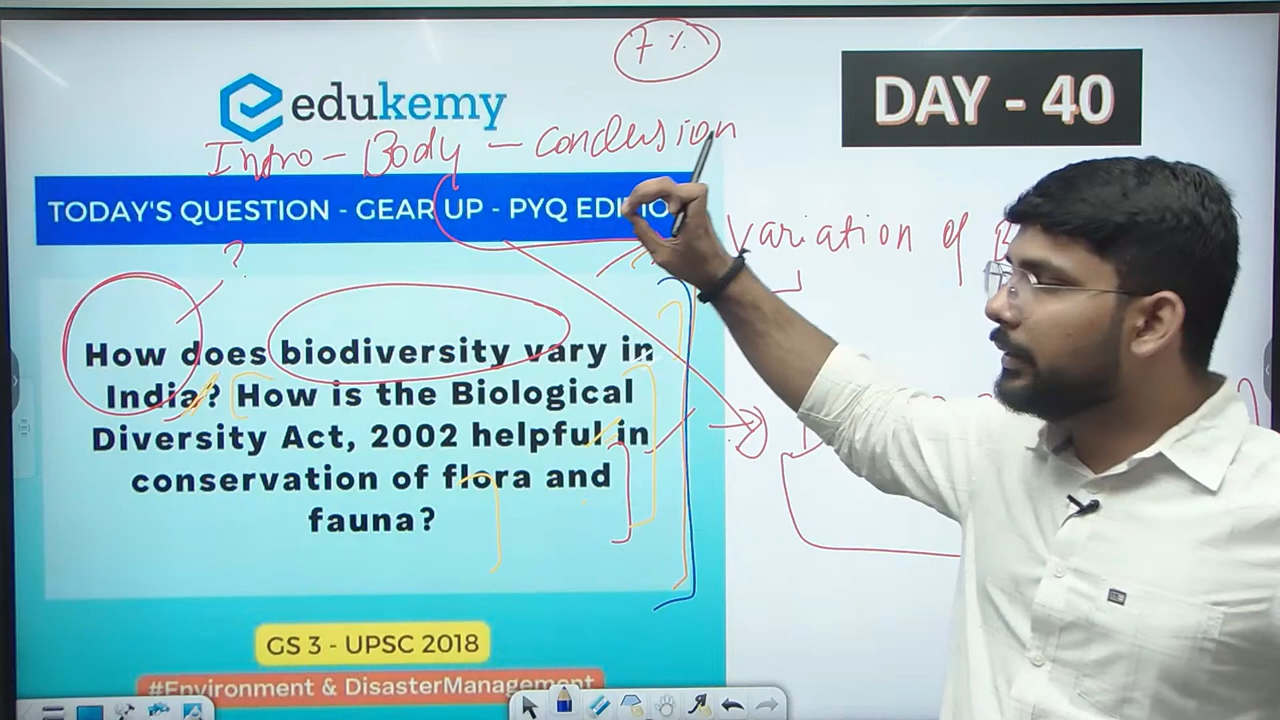 7 %
edukemy
DAY - 40
Intro - Body - Conclusion
TODAY'S QUESTION - GEAR UP - PYQ
variation of
?
How does biodiversity vary in
India? How is the Biological
Diversity Act, 2002 helpful in
conservation of flora and
fauna?
GS 3 - UPSC 2018
#Environment & DisasterManagement